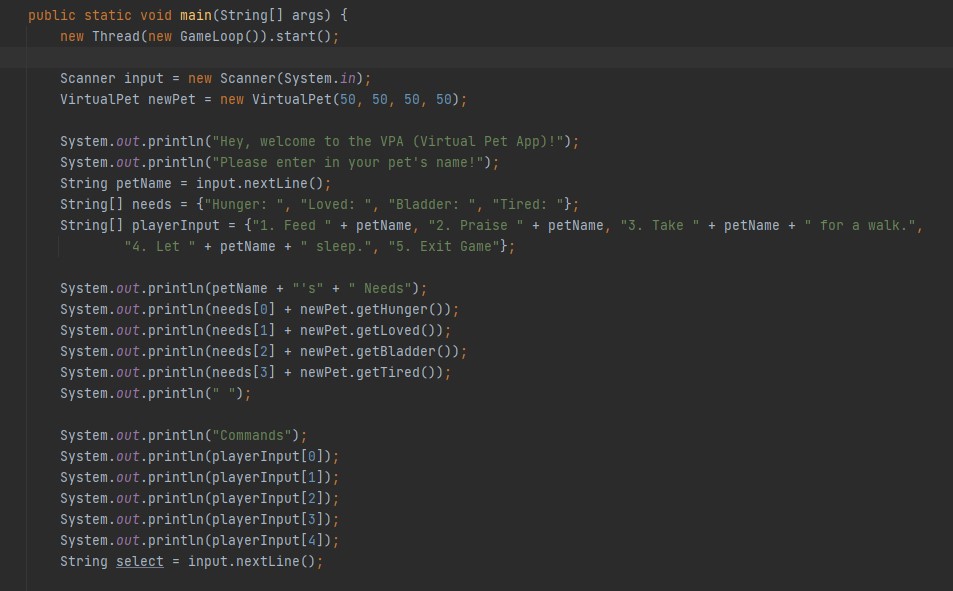 public static void main(String[] args) {
new Thread(new GameLoop()).start();
Scanner input = new Scanner(System.in);
VirtualPet newPet = new VirtualPet(50, 50, 50, 50);
System.out.println("Hey, welcome to the VPA (Virtual Pet App)!");
System.out.println("Please enter in your pet's name!");
String petName = input.nextLine();
String[] needs = {"Hunger: ", "Loved: ", "Bladder: ", "Tired: "};
String[] playerInput = {"1. Feed " + petName, "2. Praise " + petName, "3. Take " + petName + " for a walk.",
"4. Let " + petName + " sleep.", "5. Exit Game"};
System.out.println(petName + "'s" + " Needs");
System.out.println(needs[0] + newPet.getHunger());
System.out.println(needs[1] + newPet.getLoved());
System.out.println(needs[2] + newPet.getBladder());
System.out.println(needs[3] + newPet.getTired());
System.out.println(" ");
System.out.println("Commands");
System.out.println(playerInput[0]);
System.out.println(playerInput[1]);
System.out.println(playerInput[2]);
System.out.println(playerInput[3]);
System.out.println(playerInput[4]);
String select = input.nextLine();